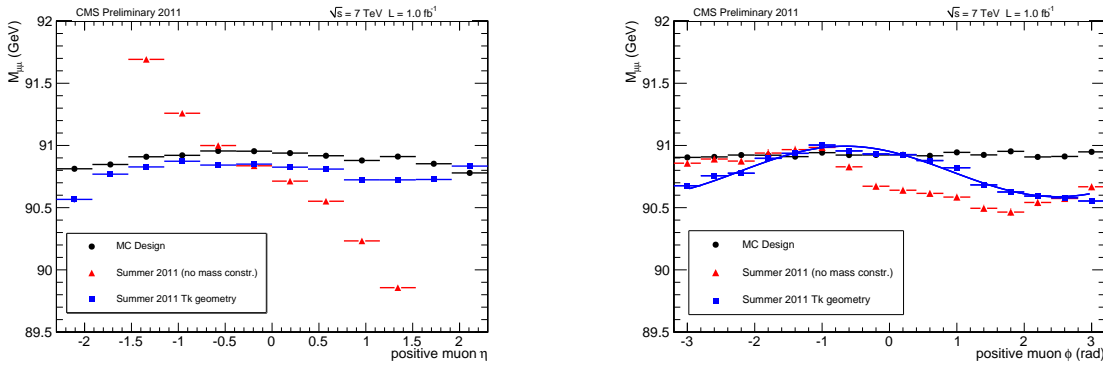 CMS Preliminary 2011
√s = 7 TeV L = 1.0 fb⁻¹
Mμμ (GeV)
92
91.5
91
90.5
90
89.5
MC Design
Summer 2011 (no mass constr.)
Summer 2011 Tk geometry
-2 -1.5 -1 -0.5 0 0.5 1 1.5 2
positive muon η
CMS Preliminary 2011
√s = 7 TeV L = 1.0 fb⁻¹
Mμμ (GeV)
92
91.5
91
90.5
90
89.5
MC Design
Summer 2011 (no mass constr.)
Summer 2011 Tk geometry
-3 -2 -1 0 1 2 3
positive muon ϕ (rad)